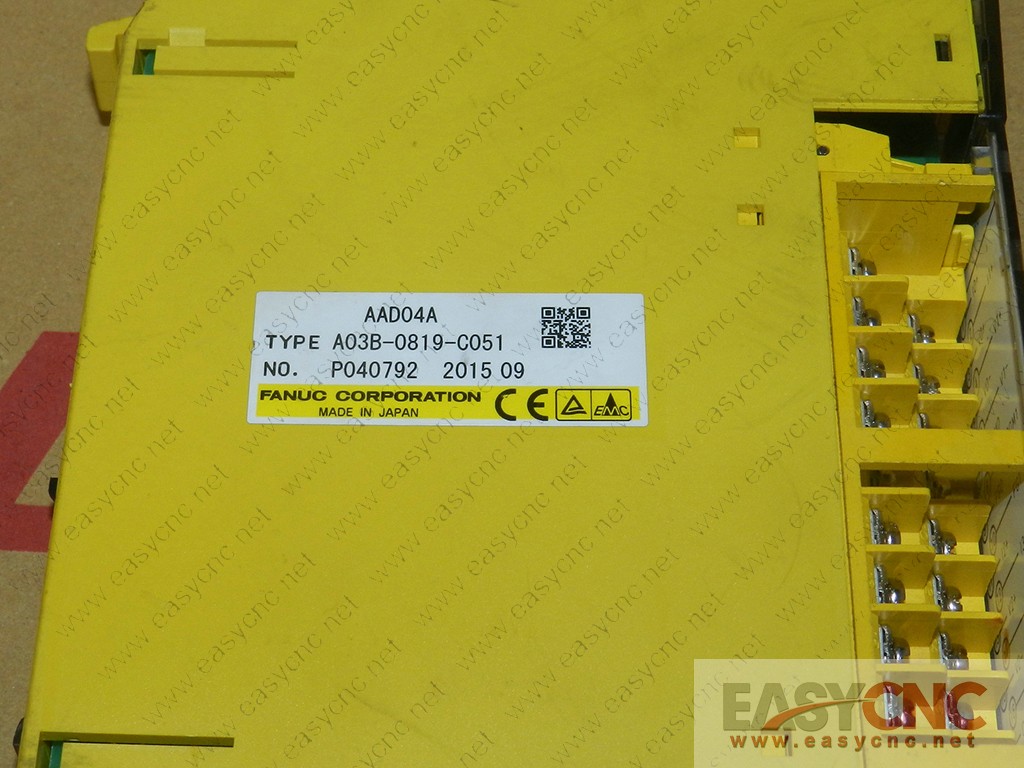 AAD04A
TYPE A03B-0819-C051
NO. P040792 2015 09
FANUC CORPORATION
MADE IN JAPAN
CE
EMC
EASYCNC
www.easycnc.net